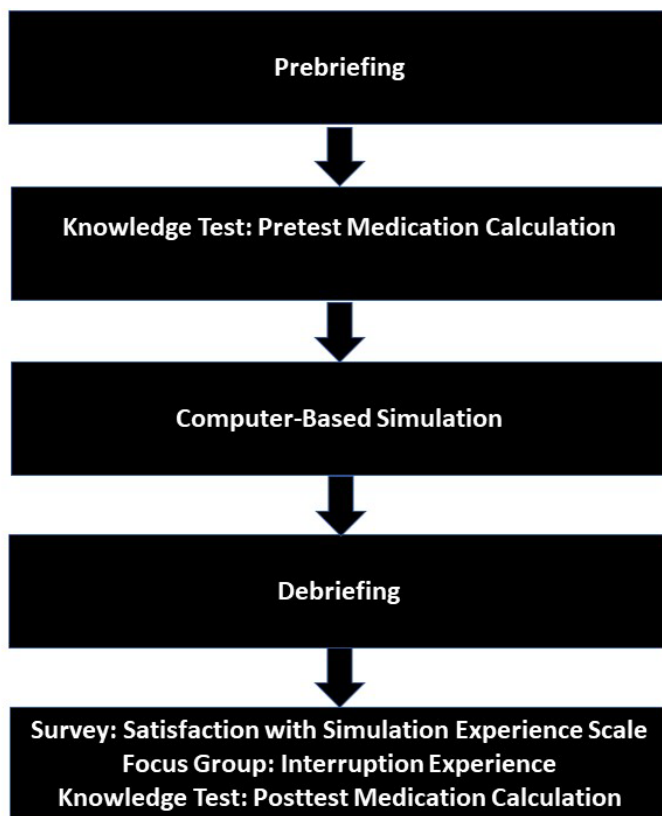 Prebriefing
Knowledge Test: Pretest Medication Calculation
Computer-Based Simulation
Debriefing
Survey: Satisfaction with Simulation Experience Scale
Focus Group: Interruption Experience
Knowledge Test: Posttest Medication Calculation